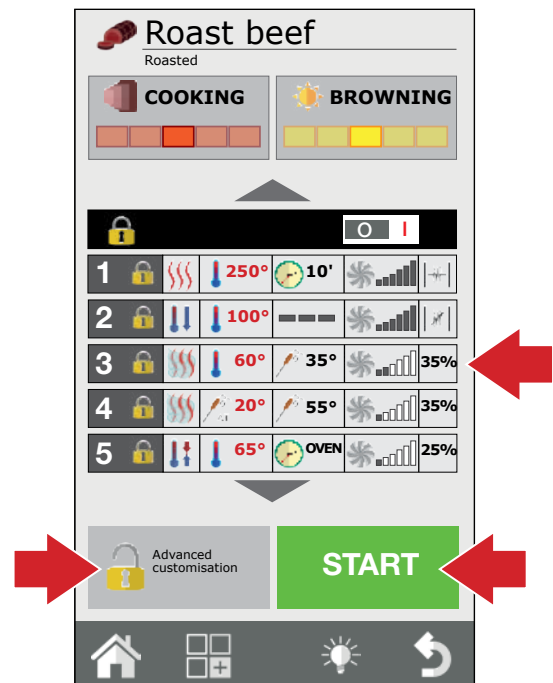 Roast beef
Roasted
COOKING BROWNING
O I
1 250° 10'
2 100° ---
3 60° 35° 35%
4 20° 55° 35%
5 65° OVEN 25%
Advanced
customisation
START